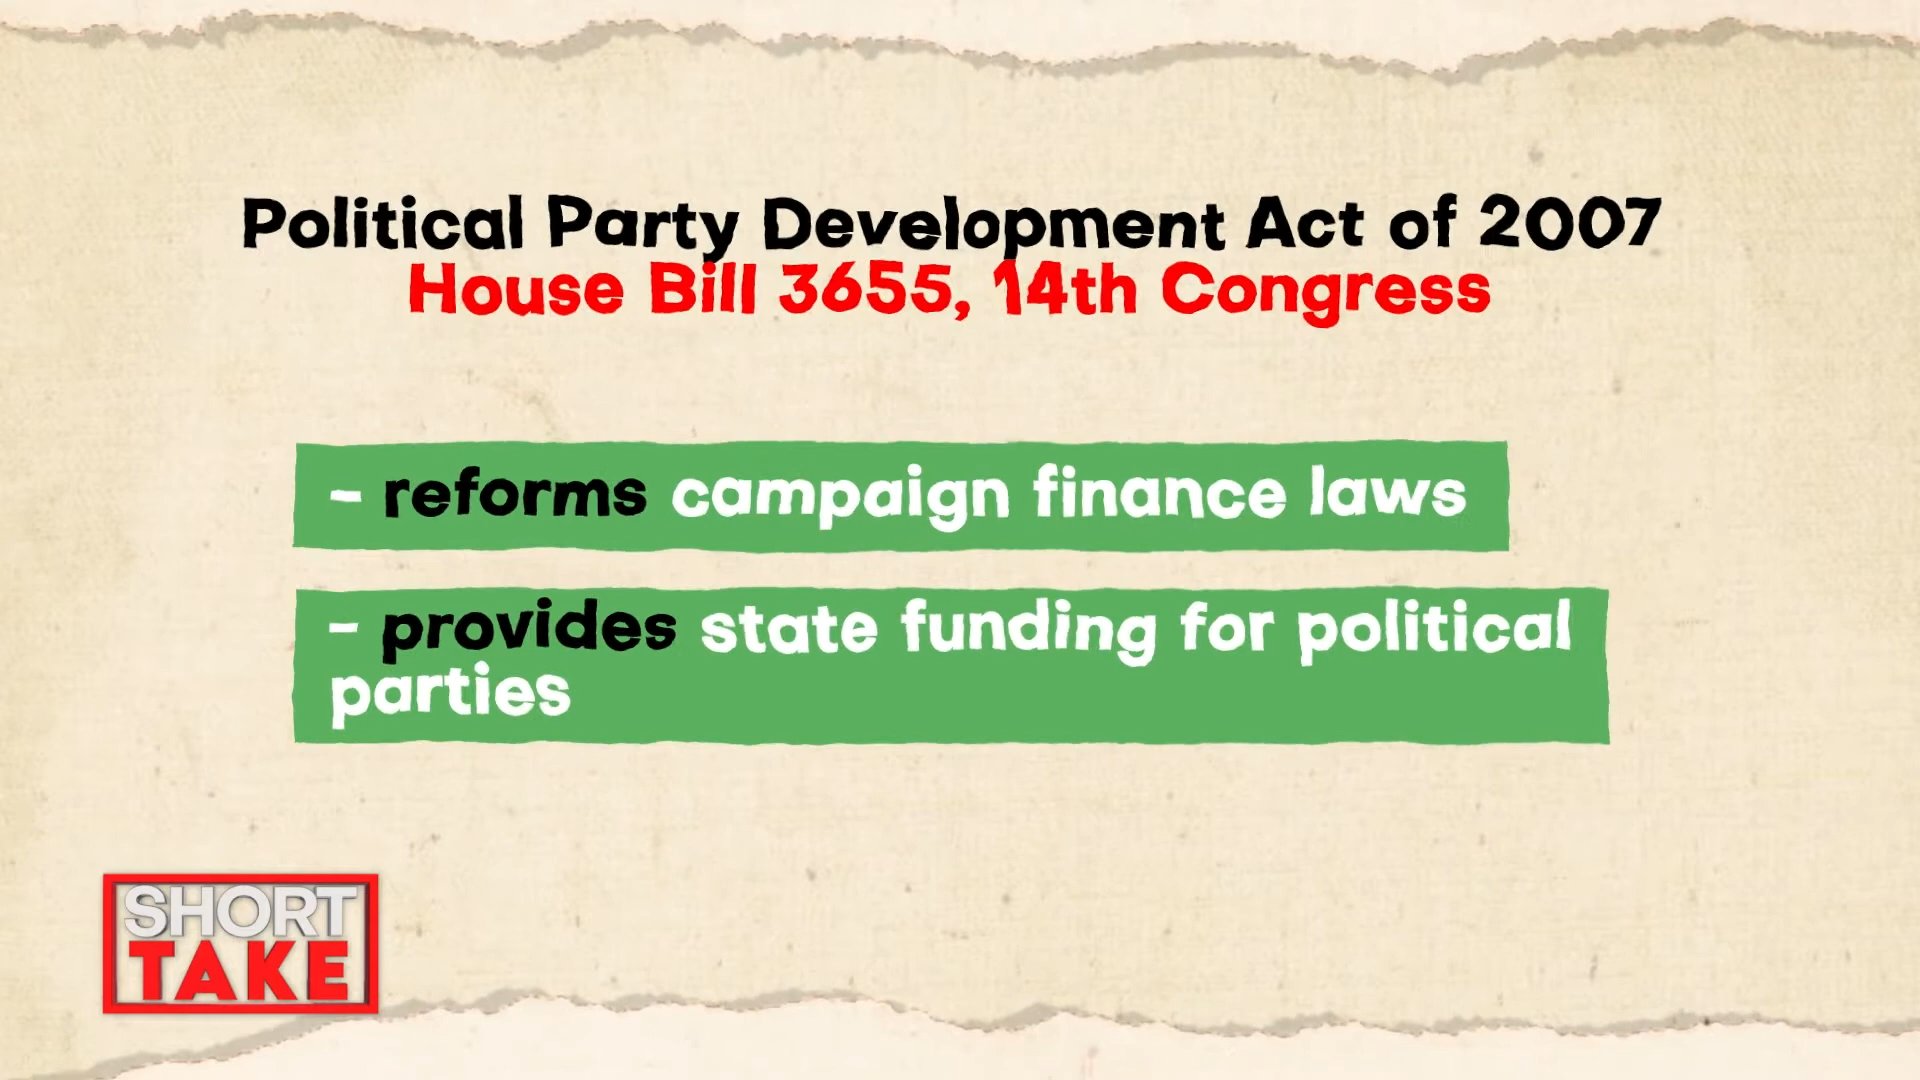 Political Party Development Act of 2007
House Bill 3655, 14th Congress
- reforms campaign finance laws
- provides state funding for political
parties
SHORT
TAKE